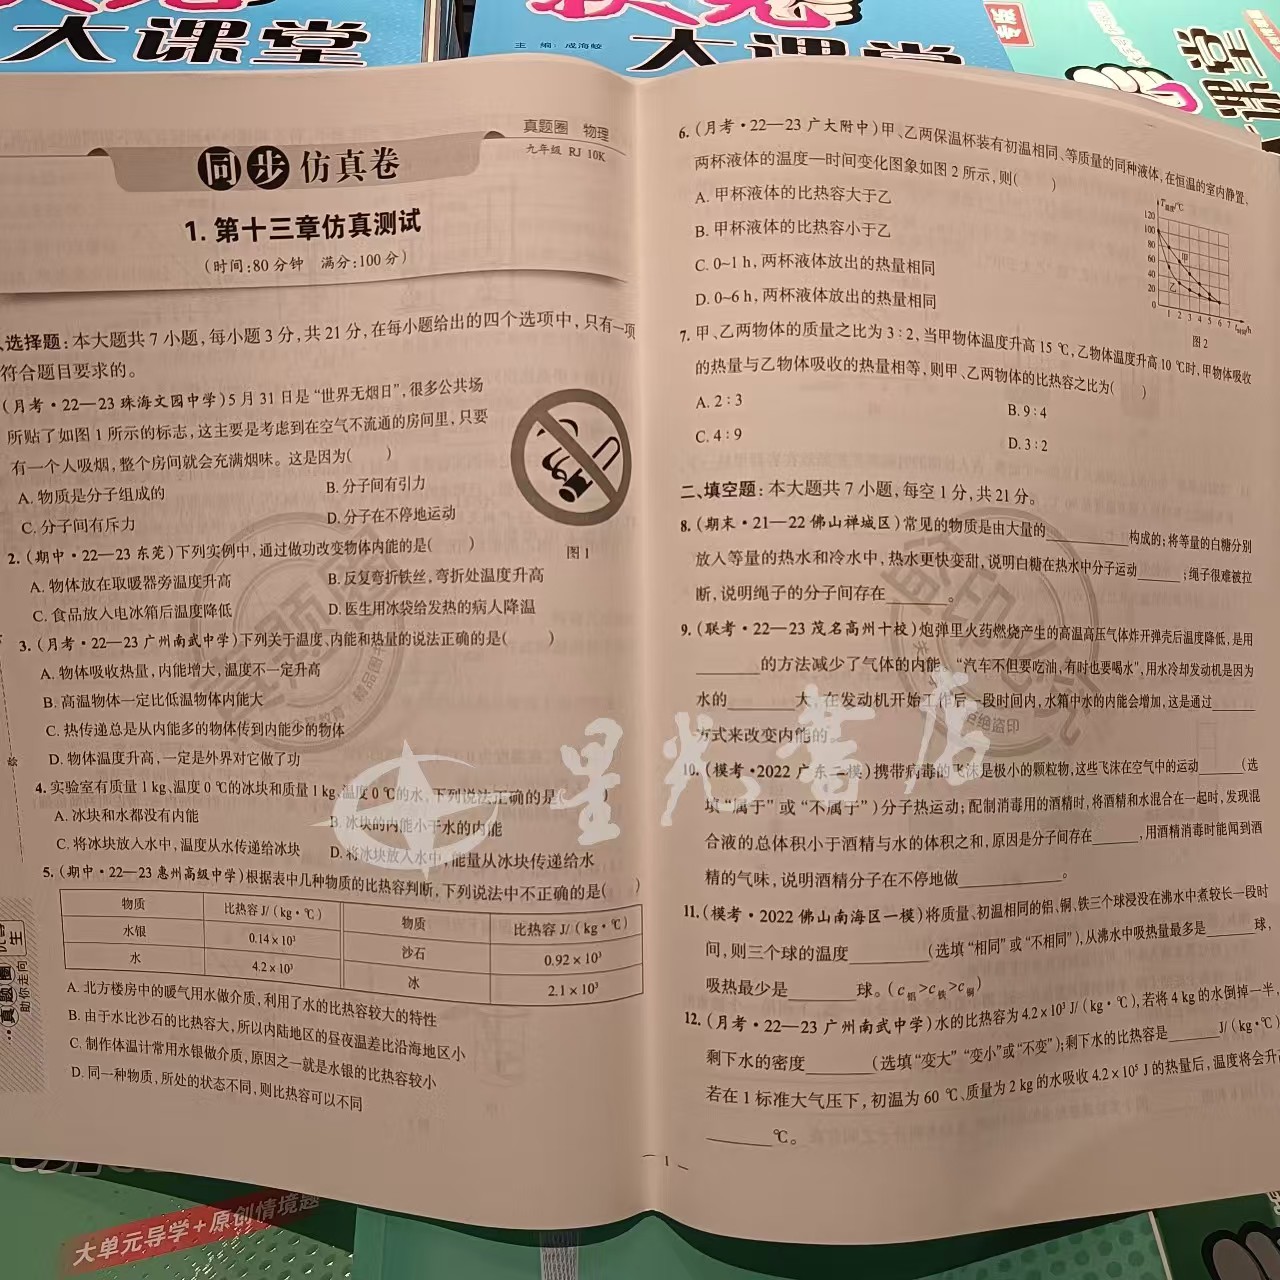 大课堂
主编 成海蛟
大课堂
课堂
真题圈 物理
九年级 RJ 10K
同步仿真卷
1. 第十三章仿真测试
(时间:80分钟 满分:100分)
、选择题:本大题共7小题,每小题3分,共21分,在每小题给出的四个选项中,只有一项
符合题目要求的。
(月考·22—23 珠海文园中学)5月31日是“世界无烟日”,很多公共场
所贴了如图1所示的标志,这主要是考虑到在空气不流通的房间里,只要
有一个人吸烟,整个房间就会充满烟味。这是因为( )
A. 物质是分子组成的 B. 分子间有引力
C. 分子间有斥力 D. 分子在不停地运动
图1
2. (期中·22—23 东莞)下列实例中,通过做功改变物体内能的是( )
A. 物体放在取暖器旁温度升高 B. 反复弯折铁丝,弯折处温度升高
C. 食品放入电冰箱后温度降低 D. 医生用冰袋给发热的病人降温
3. (月考·22—23 广州南武中学)下列关于温度、内能和热量的说法正确的是( )
A. 物体吸收热量,内能增大,温度不一定升高
B. 高温物体一定比低温物体内能大
C. 热传递总是从内能多的物体传到内能少的物体
D. 物体温度升高,一定是外界对它做了功
4. 实验室有质量1 kg、温度0 ℃的冰块和质量1 kg、温度0 ℃的水,下列说法正确的是( )
A. 冰块和水都没有内能 B. 冰块的内能小于水的内能
C. 将冰块放入水中,温度从水传递给冰块 D. 将冰块放入水中,能量从冰块传递给水
5. (期中·22—23 惠州高级中学)根据表中几种物质的比热容判断,下列说法中不正确的是( )
物质 比热容 J/(kg·℃) 物质 比热容 J/(kg·℃)
水银 0.14×10³ 沙石 0.92×10³
水 4.2×10³ 冰 2.1×10³
A. 北方楼房中的暖气用水做介质,利用了水的比热容较大的特性
B. 由于水比沙石的比热容大,所以内陆地区的昼夜温差比沿海地区小
C. 制作体温计常用水银做介质,原因之一就是水银的比热容较小
D. 同一种物质,所处的状态不同,则比热容可以不同
真题圈
助你走向
生
6. (月考·22—23 广大附中)甲、乙两保温杯装有初温相同、等质量的同种液体,在恒温的室内静置,
两杯液体的温度—时间变化图象如图2所示,则( )
A. 甲杯液体的比热容大于乙
B. 甲杯液体的比热容小于乙
C. 0~1 h,两杯液体放出的热量相同
D. 0~6 h,两杯液体放出的热量相同
120
100
80
60
40
20
0
甲
乙
1 2 3 4 5 6 7
图2
7. 甲、乙两物体的质量之比为3∶2,当甲物体温度升高15 ℃,乙物体温度升高10 ℃时,甲物体吸收
的热量与乙物体吸收的热量相等,则甲、乙两物体的比热容之比为( )
A. 2∶3 B. 9∶4
C. 4∶9 D. 3∶2
二、填空题:本大题共7小题,每空1分,共21分。
8. (期末·21—22 佛山禅城区)常见的物质是由大量的________构成的;将等量的白糖分别
放入等量的热水和冷水中,热水更快变甜,说明白糖在热水中分子运动______;绳子很难被拉
断,说明绳子的分子间存在________。
9. (联考·22—23 茂名高州十校)炮弹里火药燃烧产生的高温高压气体炸开弹壳后温度降低,是用
________的方法减少了气体的内能。“汽车不但要吃油,有时也要喝水”,用水冷却发动机是因为
水的________大,在发动机开始工作后一段时间内,水箱中水的内能会增加,这是通过______
方式来改变内能的。
10. (模考·2022 广东二模)携带病毒的飞沫是极小的颗粒物,这些飞沫在空气中的运动______(选
填“属于”或“不属于”)分子热运动;配制消毒用的酒精时,将酒精和水混合在一起时,发现混
合液的总体积小于酒精与水的体积之和,原因是分子间存在______,用酒精消毒时能闻到酒
精的气味,说明酒精分子在不停地做____________。
11. (模考·2022 佛山南海区一模)将质量、初温相同的铝、铜、铁三个球浸没在沸水中煮较长一段时
间,则三个球的温度________(选填“相同”或“不相同”),从沸水中吸热量最多是______球,
吸热最少是________球。(c铝>c铁>c铜)
12. (月考·22—23 广州南武中学)水的比热容为4.2×10³ J/(kg·℃),若将4 kg的水倒掉一半,
剩下水的密度________(选填“变大”“变小”或“不变”);剩下水的比热容是______J/(kg·℃)
若在1标准大气压下,初温为60 ℃、质量为2 kg的水吸收4.2×10⁵ J的热量后,温度将会升
________℃。
— 1 —
星光书店
拒绝盗印
大单元导学+原创情境题